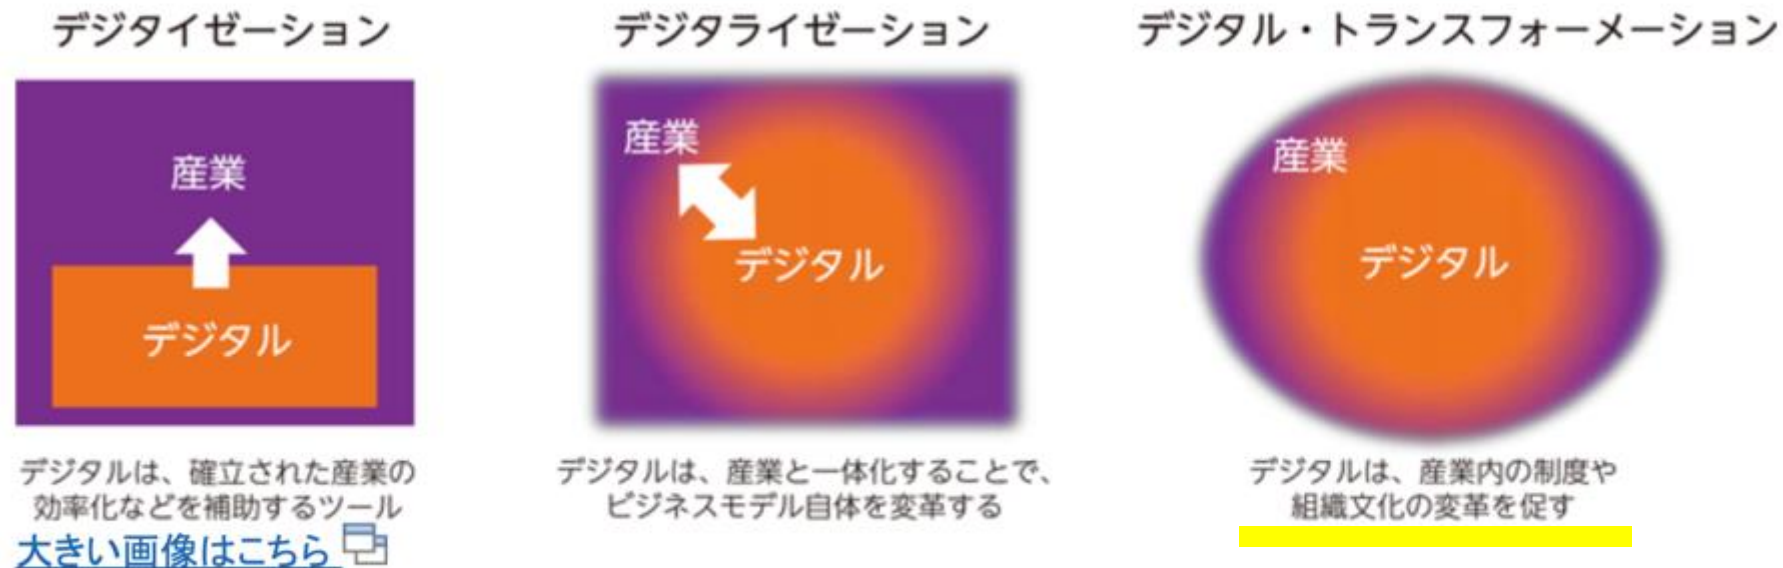 デジタイゼーション
産業
デジタル
デジタルは、確立された産業の
効率化などを補助するツール
大きい画像はこちら
デジタライゼーション
産業
デジタル
デジタルは、産業と一体化することで、
ビジネスモデル自体を変革する
デジタル・トランスフォーメーション
産業
デジタル
デジタルは、産業内の制度や
組織文化の変革を促す